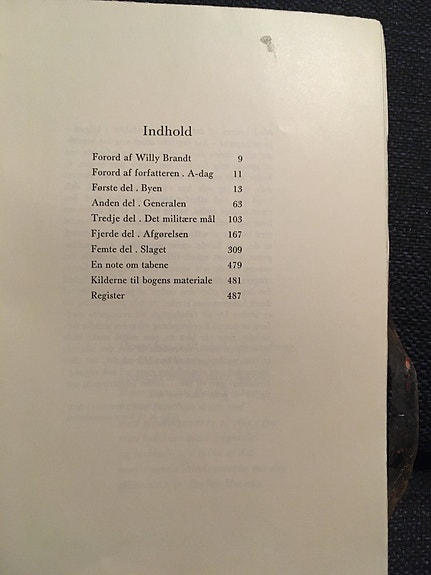 Indhold
Forord af Willy Brandt 9
Forord af forfatteren . A-dag 11
Første del . Byen 13
Anden del . Generalen 63
Tredje del . Det militære mål 103
Fjerde del . Afgørelsen 167
Femte del . Slaget 309
En note om tabene 479
Kilderne til bogens materiale 481
Register 487